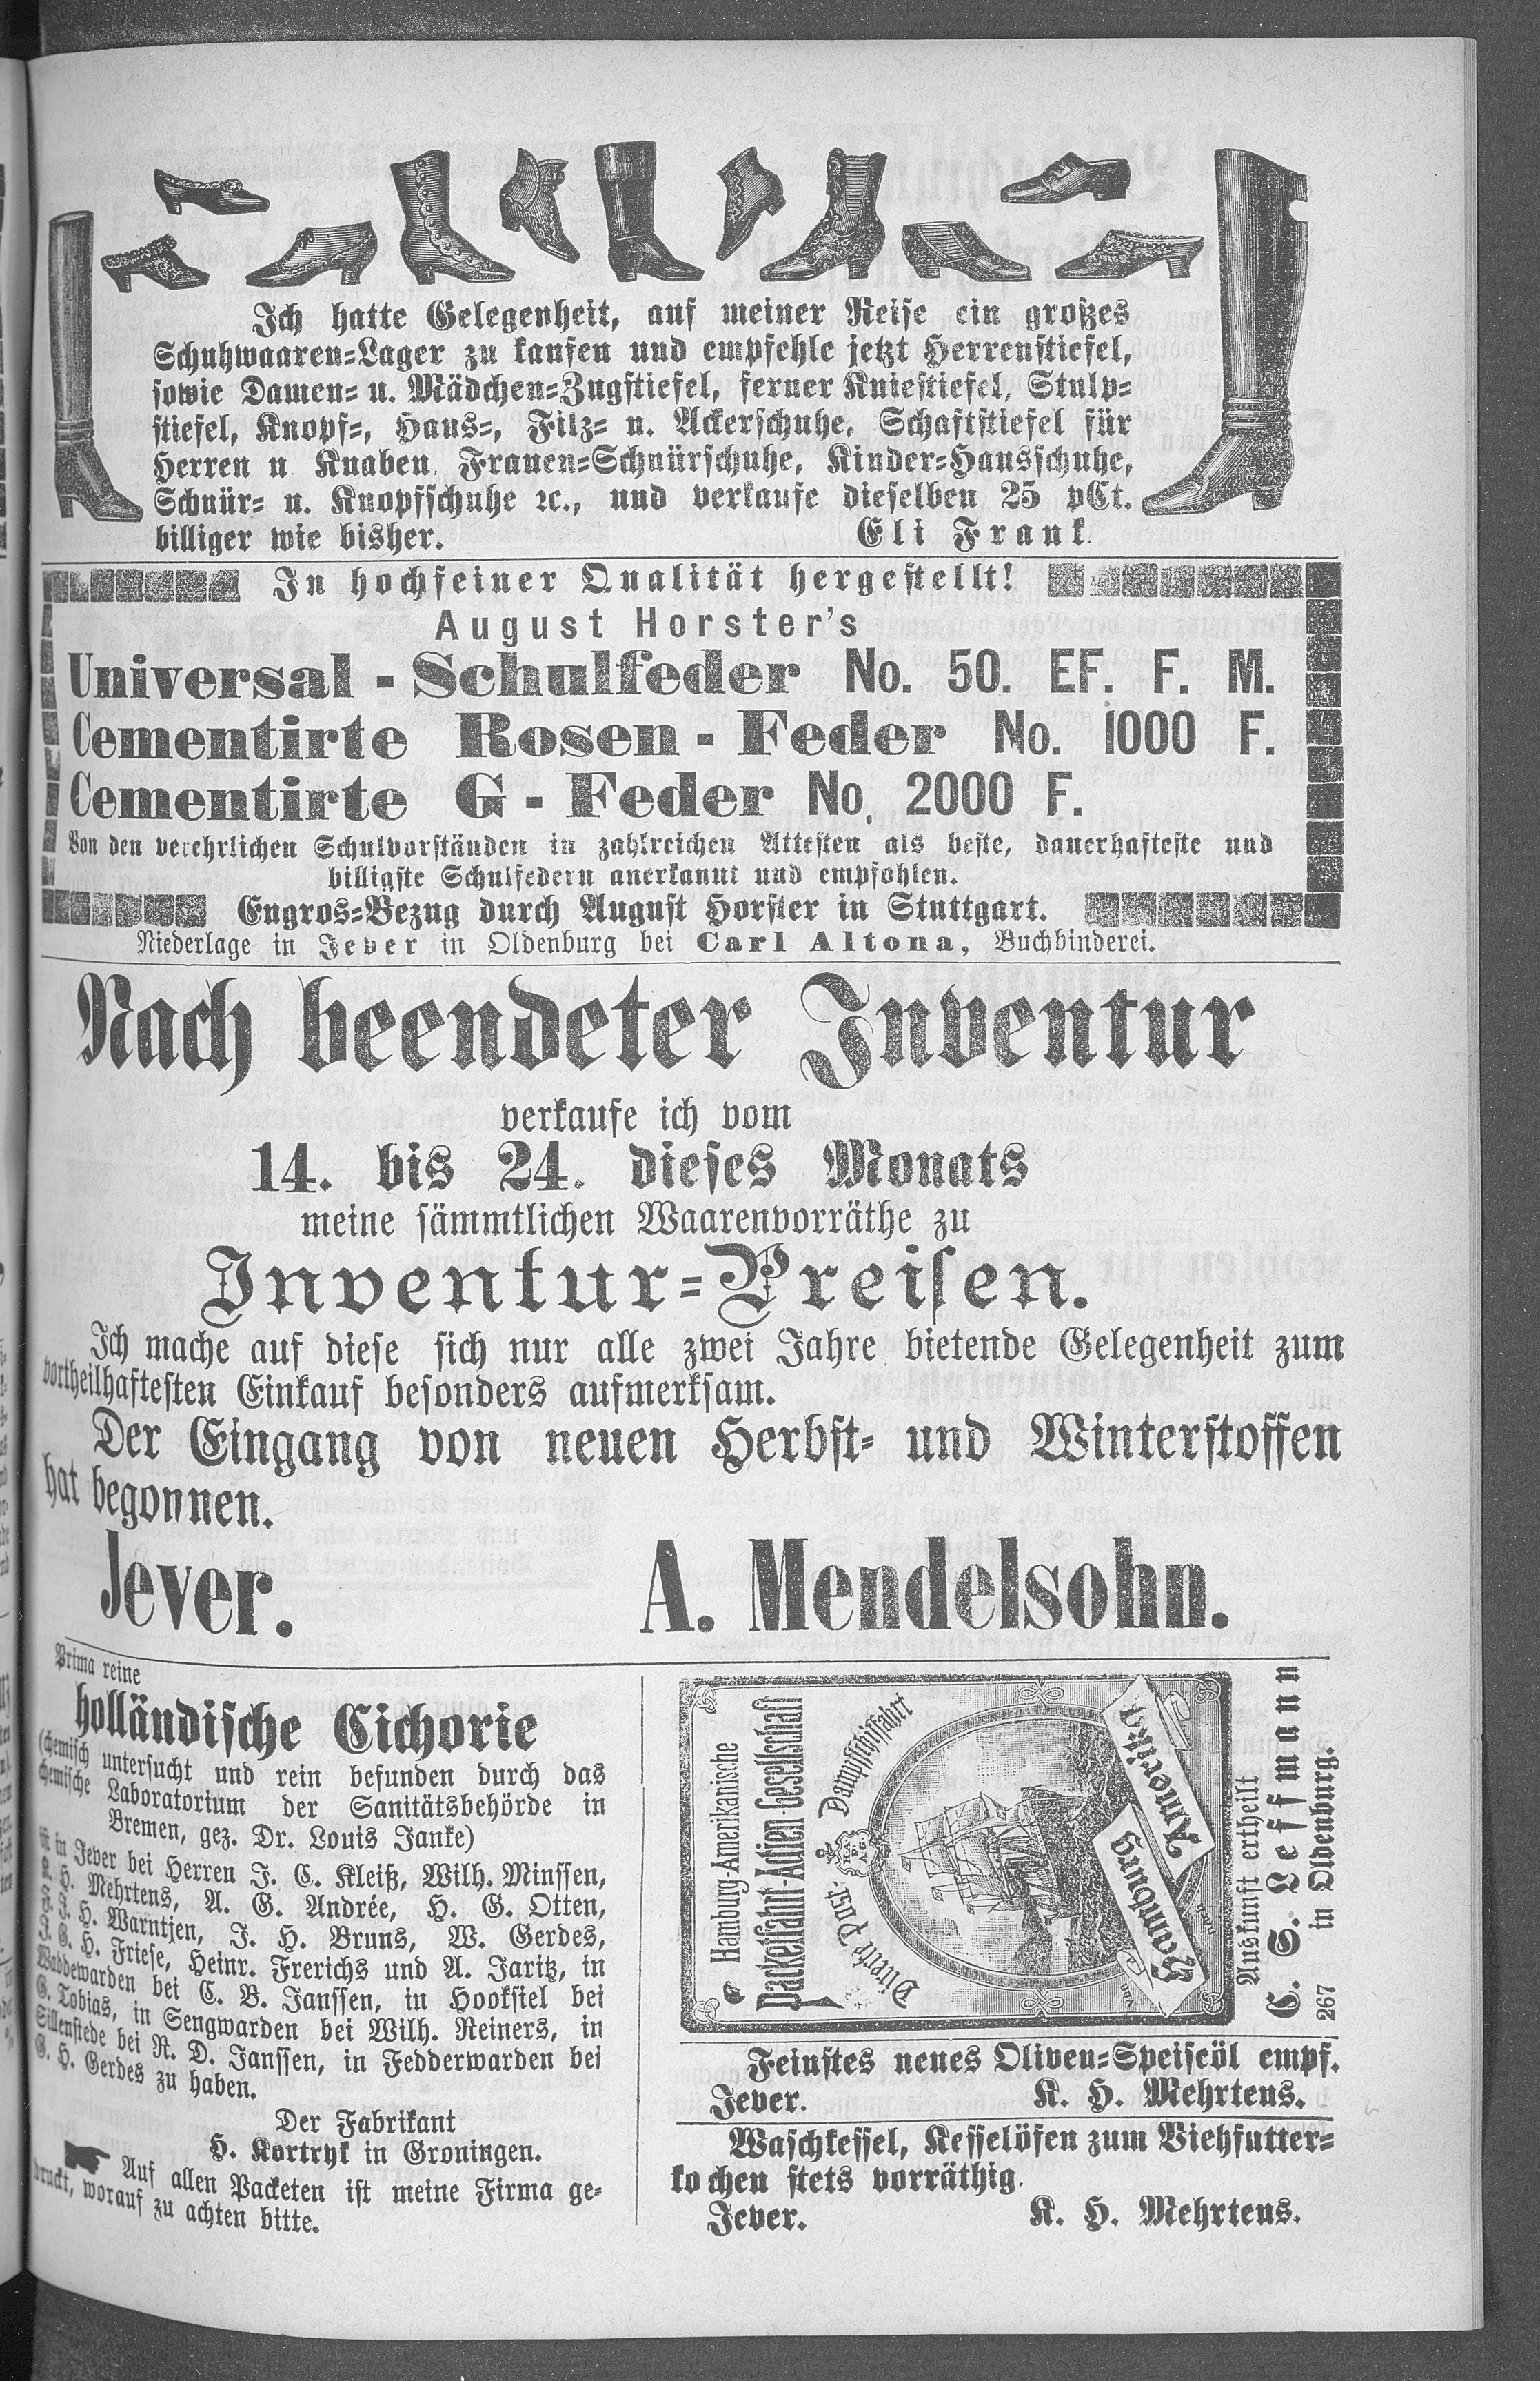 Ich hatte Gelegenheit, auf meiner Reise ein großes
Schuhwaaren-Lager zu kaufen und empfehle jetzt Herrenstiefel,
sowie Damen- u. Mädchen-Zugstiefel, ferner Kniestiefel, Stulp-
stiefel, Knopf-, Haus-, Filz- u. Ackerschuhe, Schaftstiefel für
Herren u. Knaben, Frauen-Schnürschuhe, Kinder-Hausschuhe,
Schnür- u. Knopfschuhe ꝛc., und verkaufe dieselben 25 pCt.
billiger wie bisher.
Eli Frank.
In hochfeiner Qualität hergestellt!
August Horster's
Universal - Schulfeder No. 50. EF. F. M.
Cementirte Rosen - Feder No. 1000 F.
Cementirte G - Feder No. 2000 F.
Von den verehrlichen Schulvorständen in zahlreichen Attesten als beste, dauerhafteste und
billigste Schulfedern anerkannt und empfohlen.
Engros-Bezug durch August Horster in Stuttgart.
Niederlage in Jever in Oldenburg bei Carl Altona, Buchbinderei.
Nach beendeter Inventur
verkaufe ich vom
14. bis 24. dieses Monats
meine sämmtlichen Waarenvorräthe zu
Inventur-Preisen.
Ich mache auf diese sich nur alle zwei Jahre bietende Gelegenheit zum
vortheilhaftesten Einkauf besonders aufmerksam.
Der Eingang von neuen Herbst- und Winterstoffen
hat begonnen.
Jever. A. Mendelsohn.
Prima reine
holländische Cichorie
(chemisch untersucht und rein befunden durch das
chemische Laboratorium der Sanitätsbehörde in
Bremen, gez. Dr. Louis Janke)
ist in Jever bei Herren J. C. Kleiß, Wilh. Minssen,
K. H. Mehrtens, A. G. Andrée, H. G. Otten,
J. J. H. Warntjen, J. H. Bruns, W. Gerdes,
J. G. H. Friese, Heinr. Frerichs und A. Jaritz, in
Waddewarden bei C. B. Janssen, in Hooksiel bei
G. Tobias, in Sengwarden bei Wilh. Reiners, in
Sillenstede bei R. D. Janssen, in Fedderwarden bei
G. H. Gerdes zu haben.
Der Fabrikant
H. Kortryk in Groningen.
Auf allen Packeten ist meine Firma ge-
druckt, worauf zu achten bitte.
Hamburg-Amerikanische
Packetfahrt-Actien-Gesellschaft
Directe Post- Dampfschifffahrt
von Hamburg nach Amerika
Auskunft ertheilt
C. G. Seffmann
267 in Oldenburg.
Feinstes neues Oliven-Speiseöl empf.
Jever. K. H. Mehrtens.
Waschkessel, Kesselöfen zum Viehfutter-
kochen stets vorräthig.
Jever. K. H. Mehrtens.